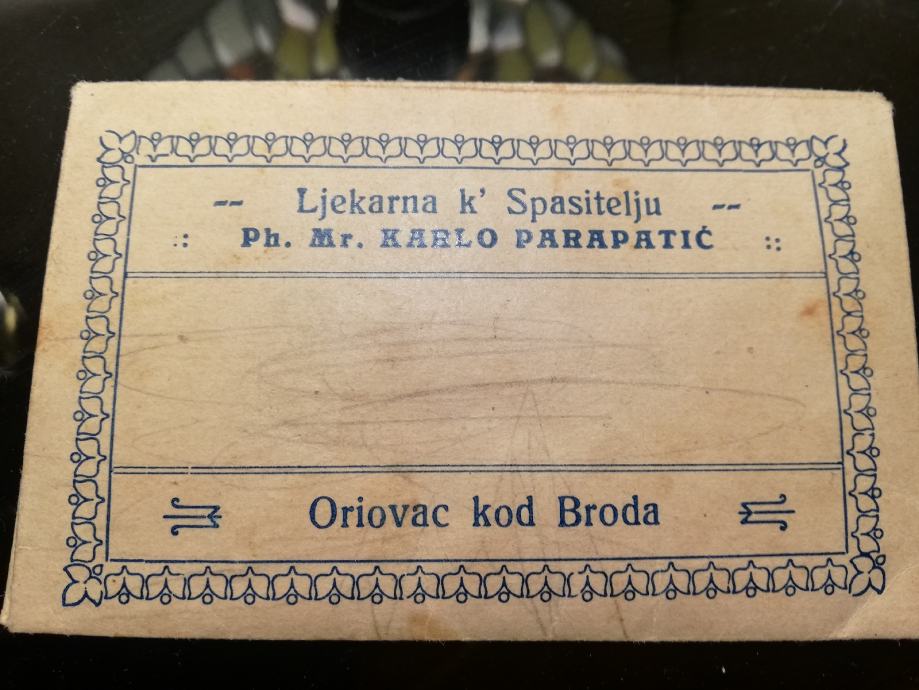 -- Ljekarna k' Spasitelju --
:: Ph. Mr. KARLO PARAPATIĆ ::
Oriovac kod Broda